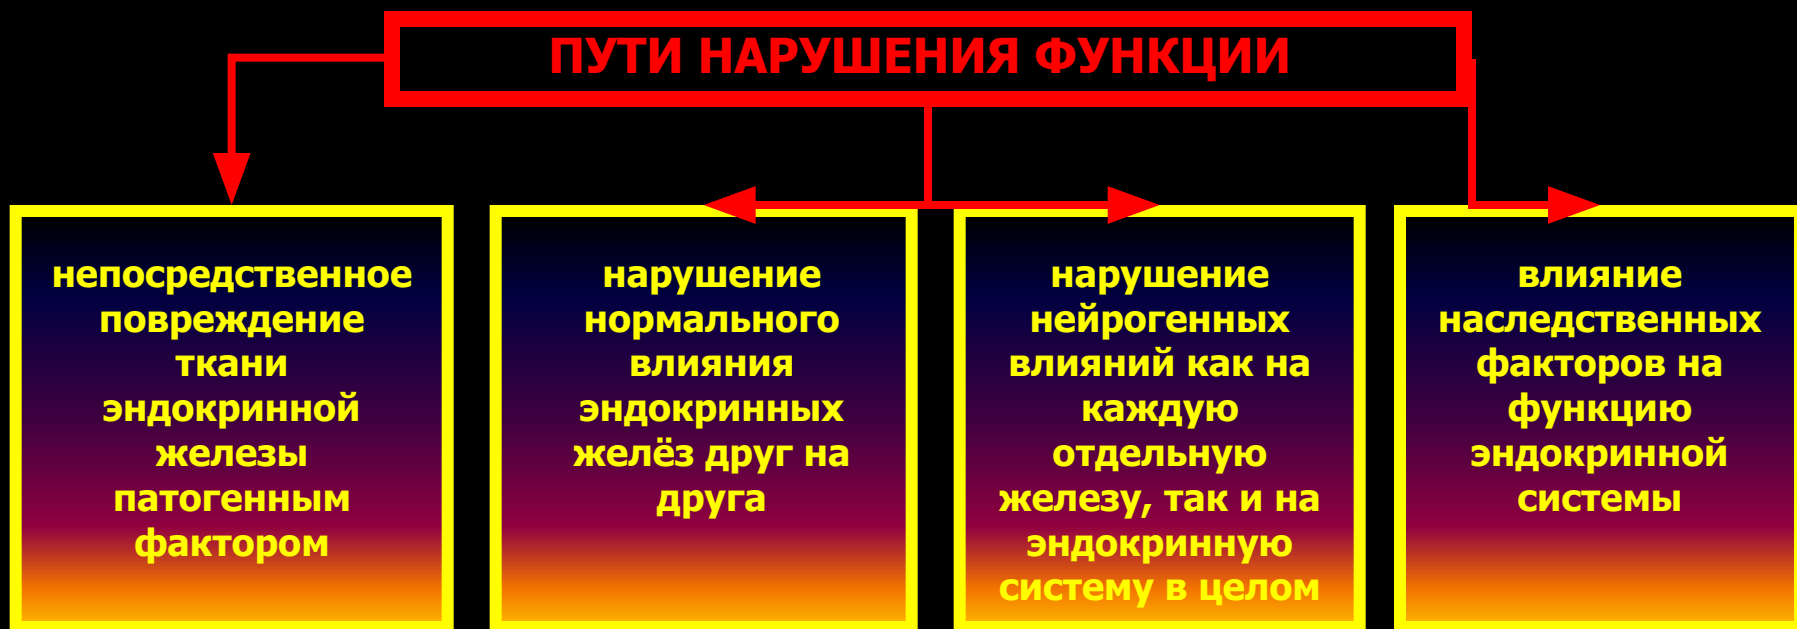 ПУТИ НАРУШЕНИЯ ФУНКЦИИ
непосредственное
повреждение
ткани
эндокринной
железы
патогенным
фактором
нарушение
нормального
влияния
эндокринных
желёз друг на
друга
нарушение
нейрогенных
влияний как на
каждую
отдельную
железу, так и на
эндокринную
систему в целом
влияние
наследственных
факторов на
функцию
эндокринной
системы